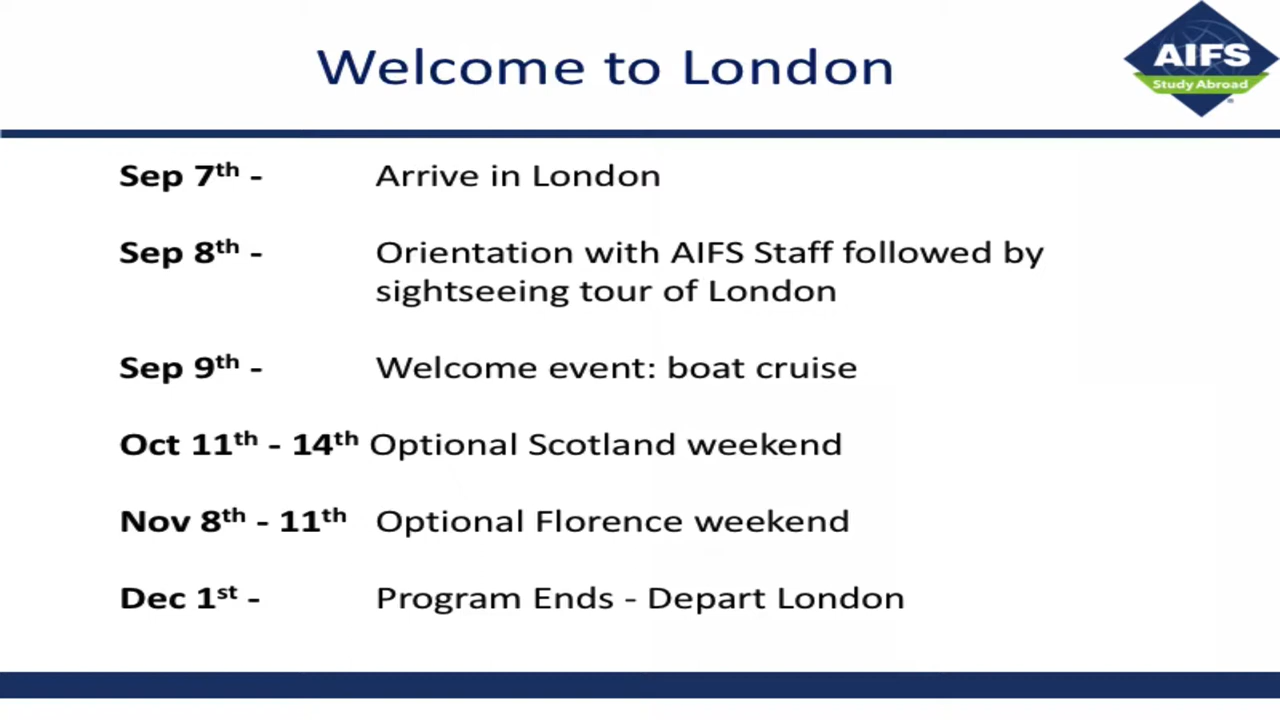 Welcome to London
AIFS
Study Abroad
Sep 7th - Arrive in London
Sep 8th - Orientation with AIFS Staff followed by
sightseeing tour of London
Sep 9th - Welcome event: boat cruise
Oct 11th - 14th Optional Scotland weekend
Nov 8th - 11th Optional Florence weekend
Dec 1st - Program Ends - Depart London